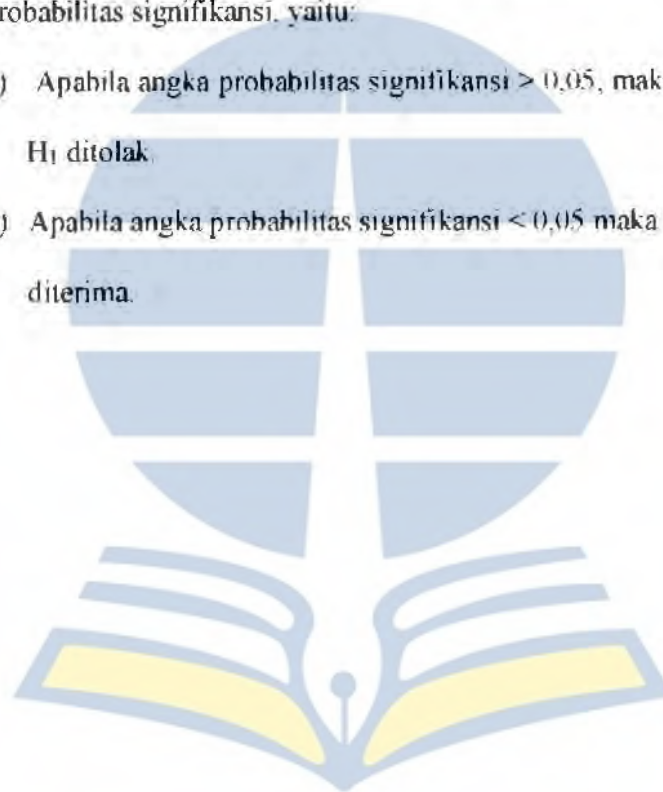 robabilitas signifikansi, yaitu:
) Apabila angka probabilitas signifikansi > 0,05, mak
H1 ditolak.
) Apabila angka probabilitas signifikansi < 0,05 maka
diterima.